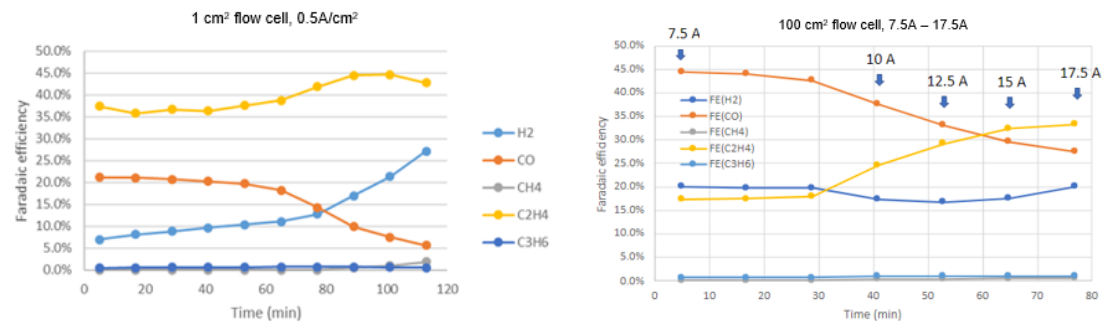 1 cm² flow cell, 0.5A/cm²
50.0%
45.0%
40.0%
35.0%
30.0%
25.0%
20.0%
15.0%
10.0%
5.0%
0.0%
Faradaic efficiency
0 20 40 60 80 100 120
Time (min)
H2
CO
CH4
C2H4
C3H6
100 cm² flow cell, 7.5A – 17.5A
7.5 A
10 A
12.5 A
15 A
17.5 A
50.0%
45.0%
40.0%
35.0%
30.0%
25.0%
20.0%
15.0%
10.0%
5.0%
0.0%
Faradaic efficiency
FE(H2)
FE(CO)
FE(CH4)
FE(C2H4)
FE(C3H6)
0 10 20 30 40 50 60 70 80
Time (min)